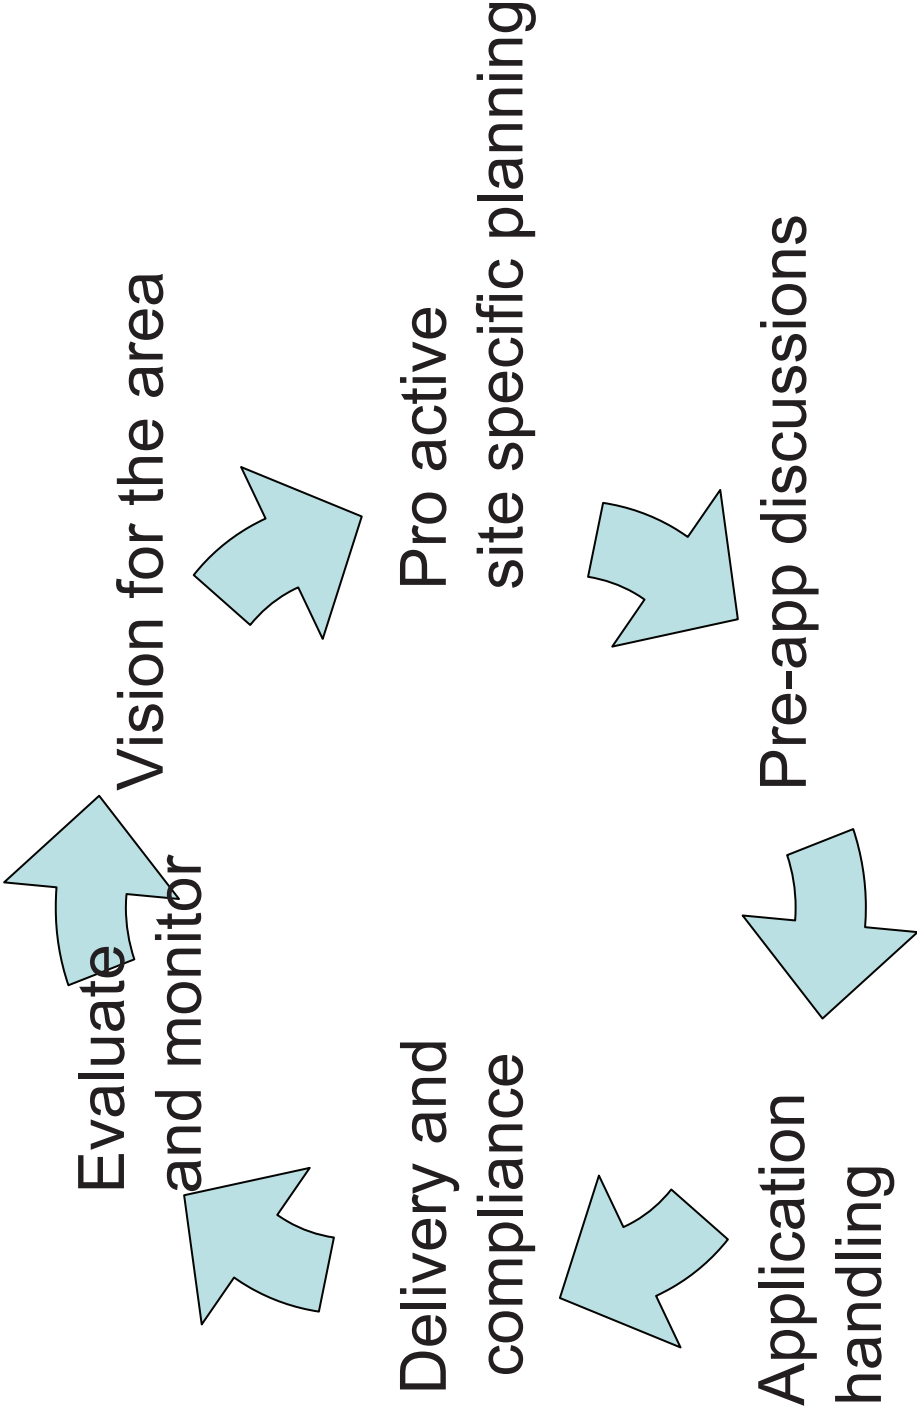 Evaluate
and monitor
Vision for the area
Pro active
site specific planning
Pre-app discussions
Application
handling
Delivery and
compliance